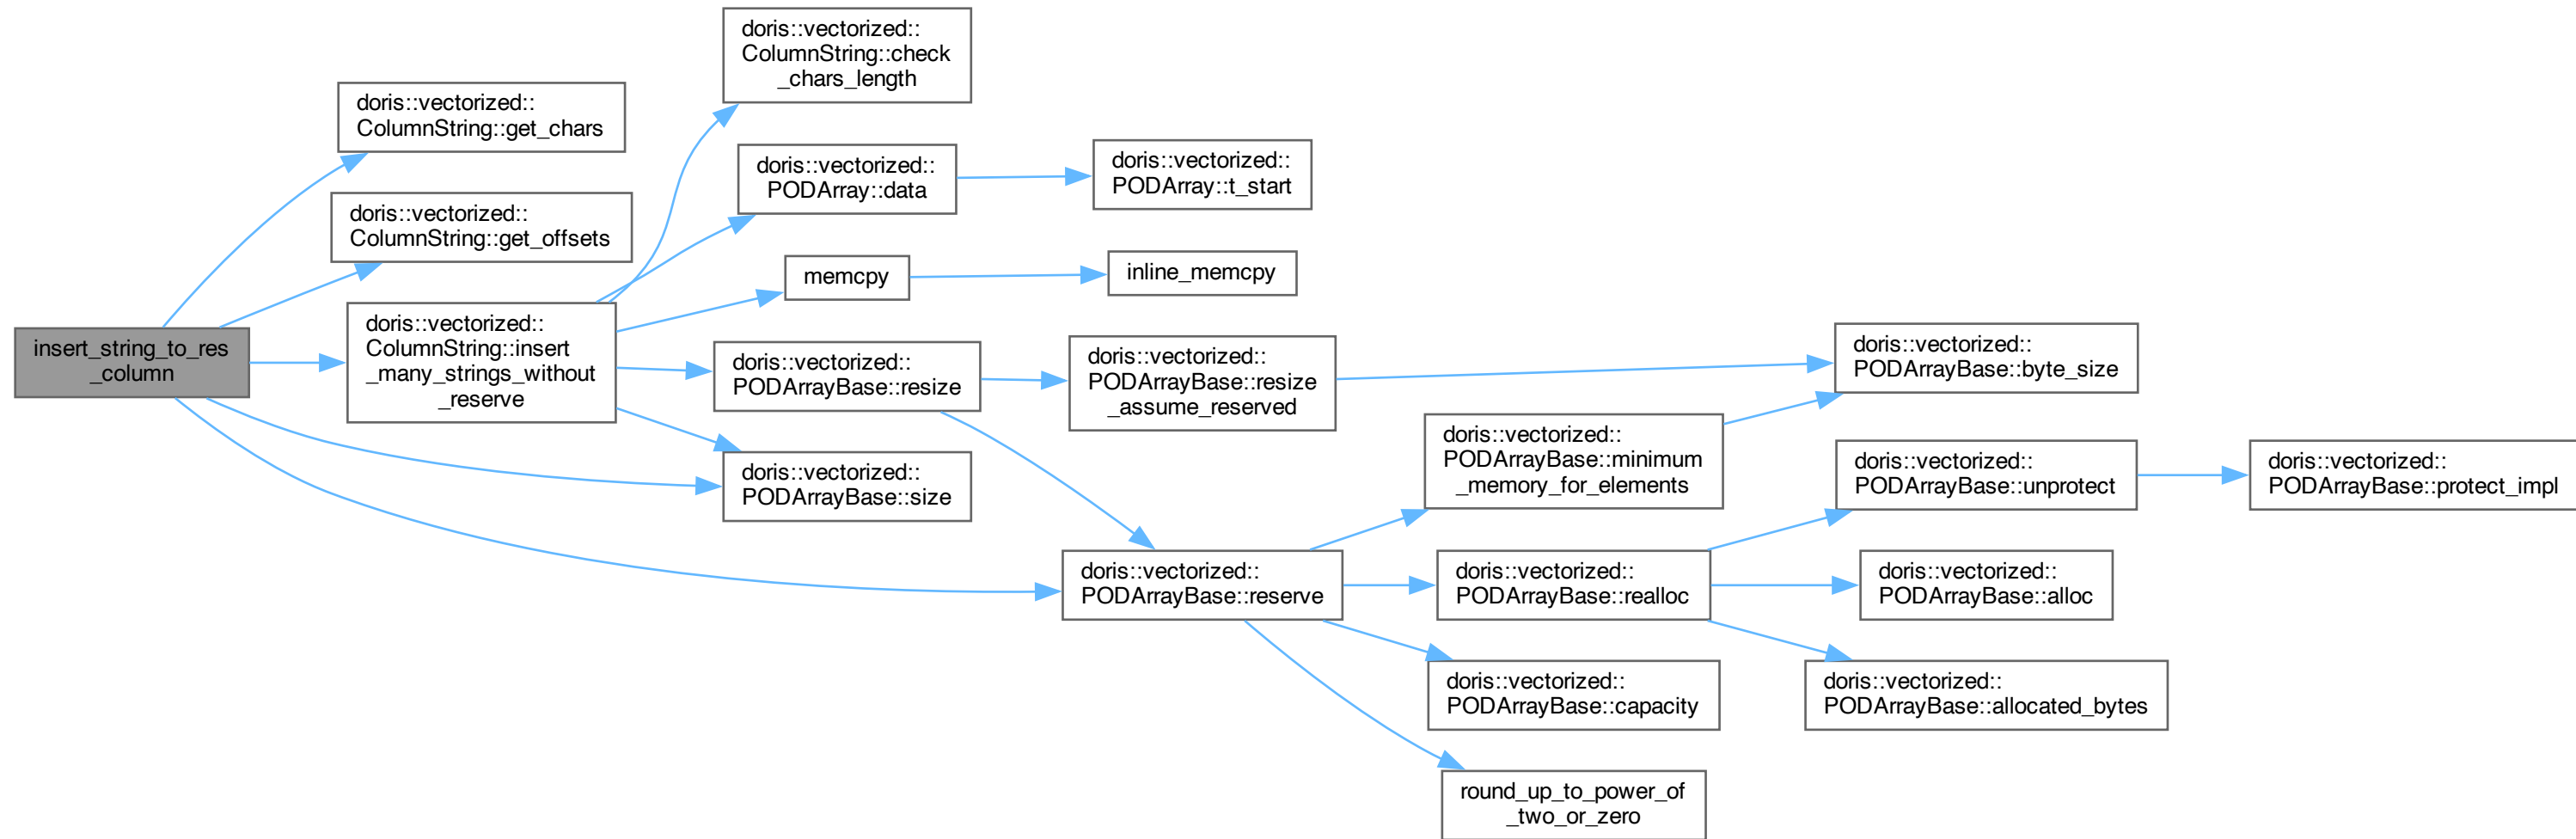 insert_string_to_res
_column
doris::vectorized::
ColumnString::get_chars
doris::vectorized::
ColumnString::get_offsets
doris::vectorized::
ColumnString::insert
_many_strings_without
_reserve
doris::vectorized::
ColumnString::check
_chars_length
doris::vectorized::
PODArray::data
memcpy
doris::vectorized::
PODArrayBase::resize
doris::vectorized::
PODArrayBase::size
doris::vectorized::
PODArray::t_start
inline_memcpy
doris::vectorized::
PODArrayBase::resize
_assume_reserved
doris::vectorized::
PODArrayBase::reserve
doris::vectorized::
PODArrayBase::minimum
_memory_for_elements
doris::vectorized::
PODArrayBase::realloc
doris::vectorized::
PODArrayBase::capacity
round_up_to_power_of
_two_or_zero
doris::vectorized::
PODArrayBase::byte_size
doris::vectorized::
PODArrayBase::unprotect
doris::vectorized::
PODArrayBase::alloc
doris::vectorized::
PODArrayBase::allocated_bytes
doris::vectorized::
PODArrayBase::protect_impl